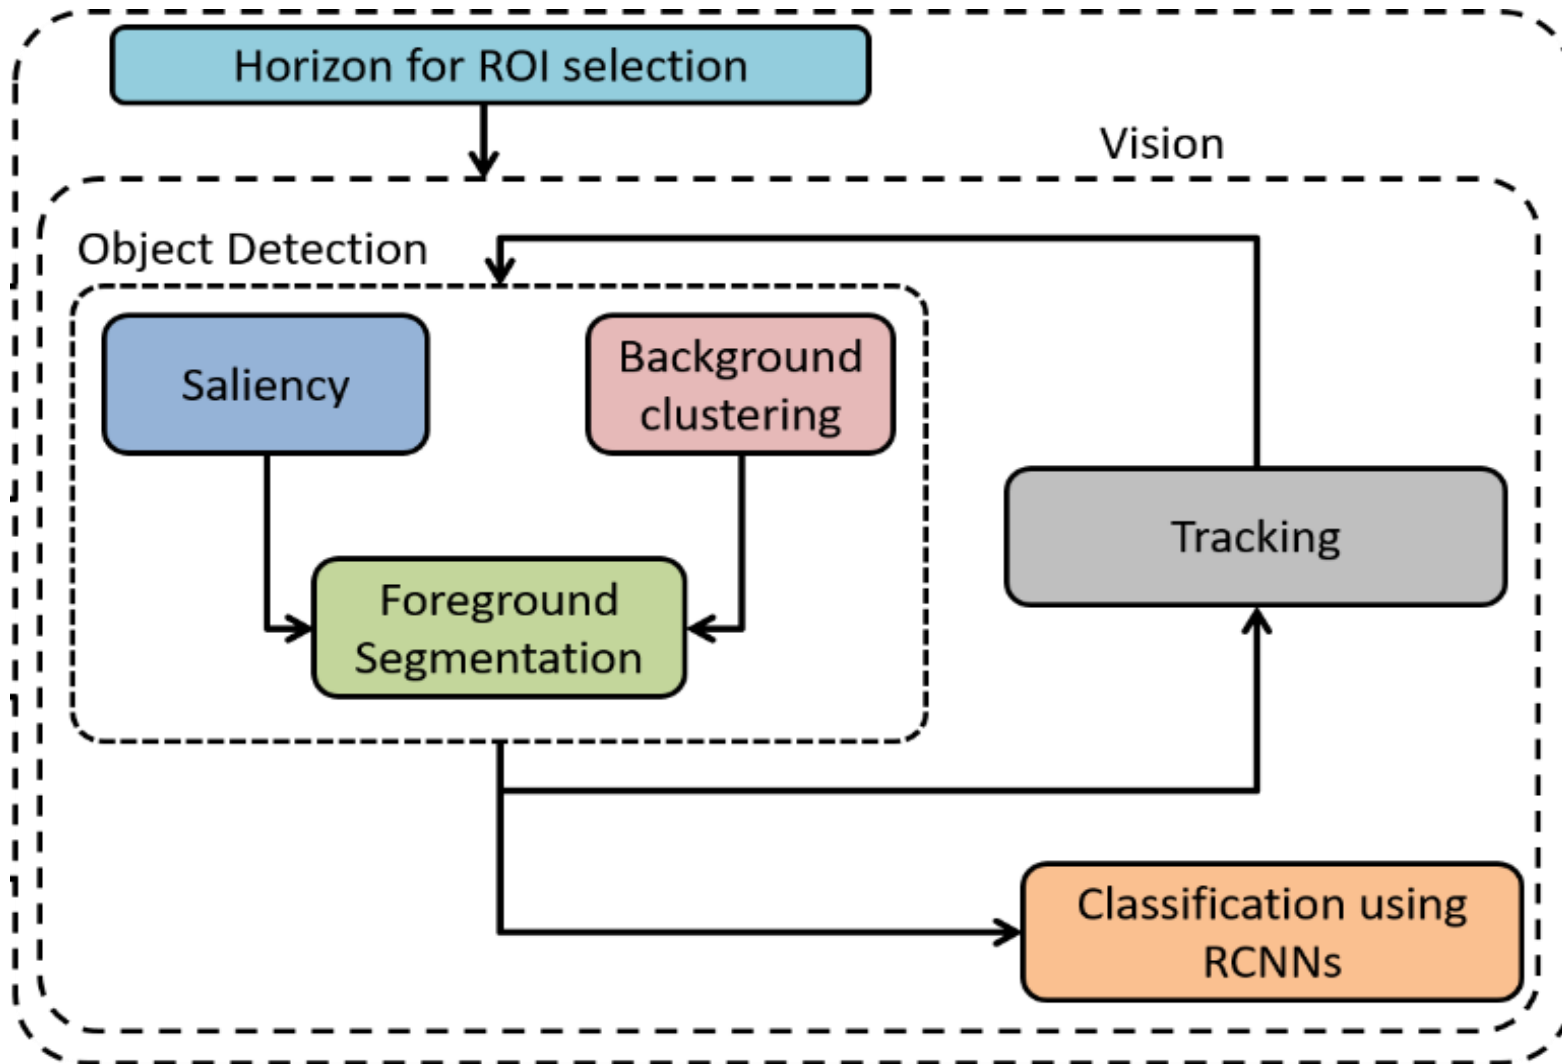 Horizon for ROI selection
Vision
Object Detection
Saliency
Background
clustering
Tracking
Foreground
Segmentation
Classification using
RCNNs